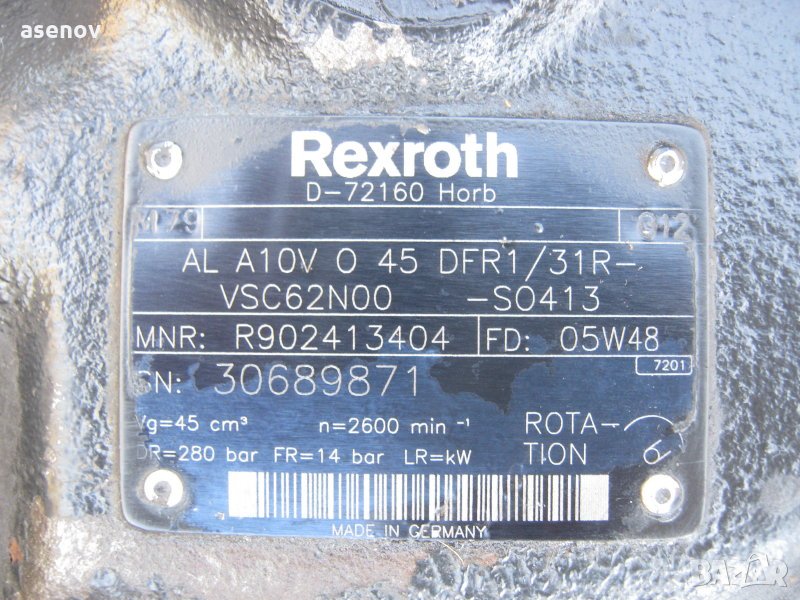 asenov
Rexroth
D-72160 Horb
M79 G12
AL A10V O 45 DFR1/31R-
VSC62N00 -SO413
MNR: R902413404 FD: 05W48
7201
SN: 30689871
Vg=45 cm³ n=2600 min -1 ROTA-
DR=280 bar FR=14 bar LR=kW TION
MADE IN GERMANY
BAZAR